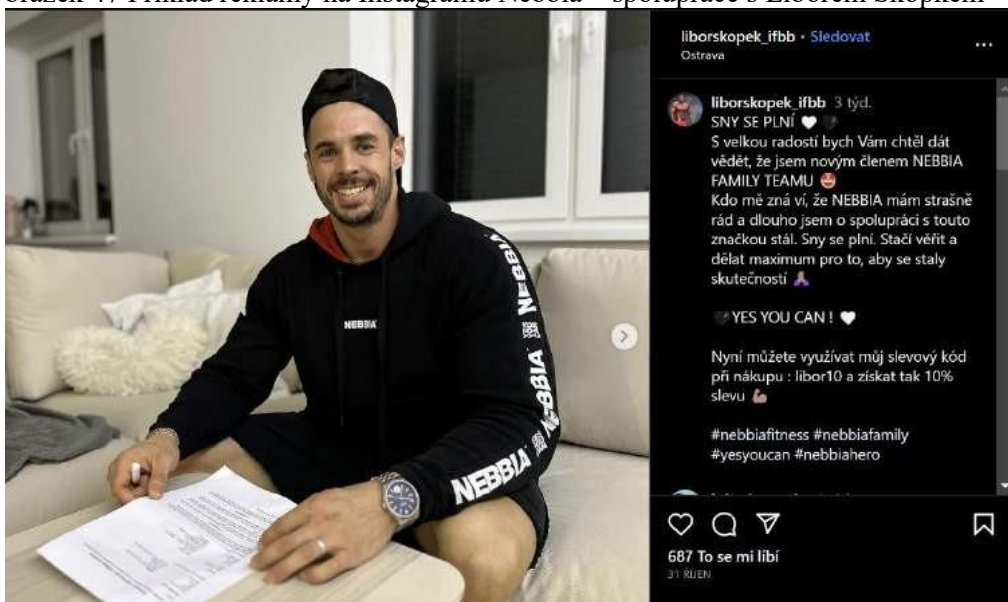 liborskopek_ifbb • Sledovat
Ostrava
liborskopek_ifbb 3 týd.
SNY SE PLNÍ 🤍 🖤
S velkou radostí bych Vám chtěl dát
vědět, že jsem novým členem NEBBIA
FAMILY TEAMU 🤩
Kdo mě zná ví, že NEBBIA mám strašně
rád a dlouho jsem o spolupráci s touto
značkou stál. Sny se plní. Stačí věřit a
dělat maximum pro to, aby se staly
skutečností
🖤 YES YOU CAN ! 🤍
Nyní můžete využívat můj slevový kód
při nákupu : libor10 a získat tak 10%
slevu 💪🏼
#nebbiafitness #nebbiafamily
#yesyoucan #nebbiahero
687 To se mi líbí
31 ŘÍJEN
NEBBIA
NEBBIA
NEBBIA
NEBBIA